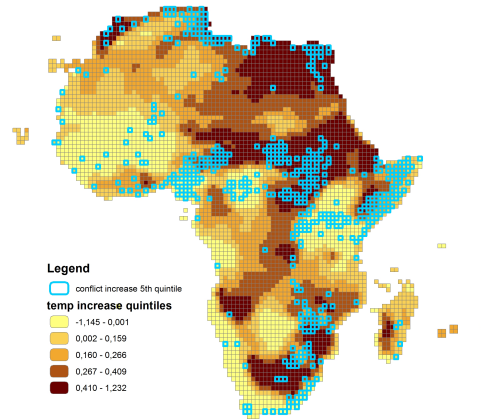 Legend
conflict increase 5th quintile
temp increase quintiles
-1,145 - 0,001
0,002 - 0,159
0,160 - 0,266
0,267 - 0,409
0,410 - 1,232